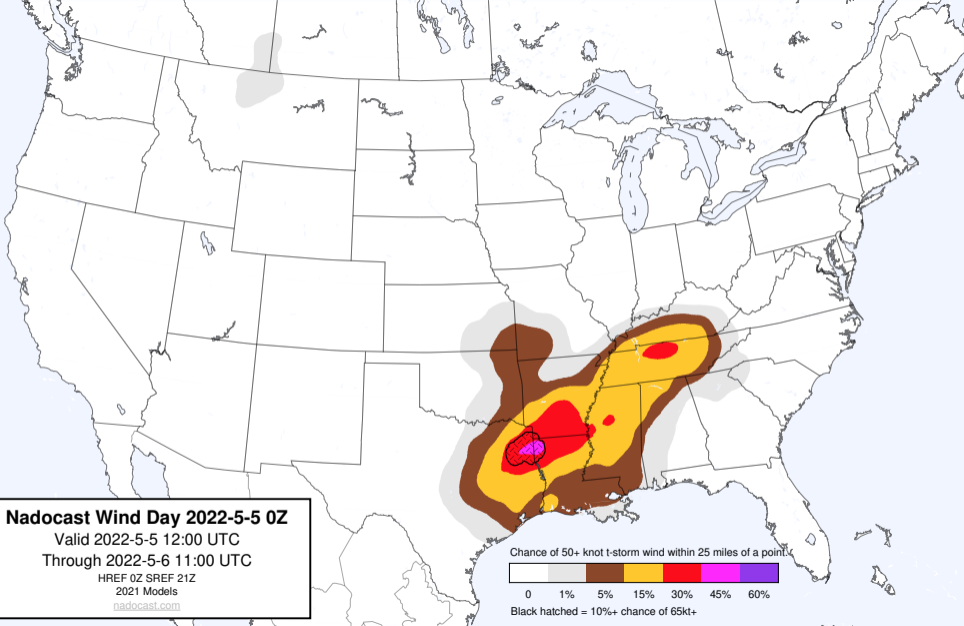 Nadocast Wind Day 2022-5-5 0Z
Valid 2022-5-5 12:00 UTC
Through 2022-5-6 11:00 UTC
HREF 0Z SREF 21Z
2021 Models
nadocast.com
Chance of 50+ knot t-storm wind within 25 miles of a point.
0 1% 5% 15% 30% 45% 60%
Black hatched = 10%+ chance of 65kt+